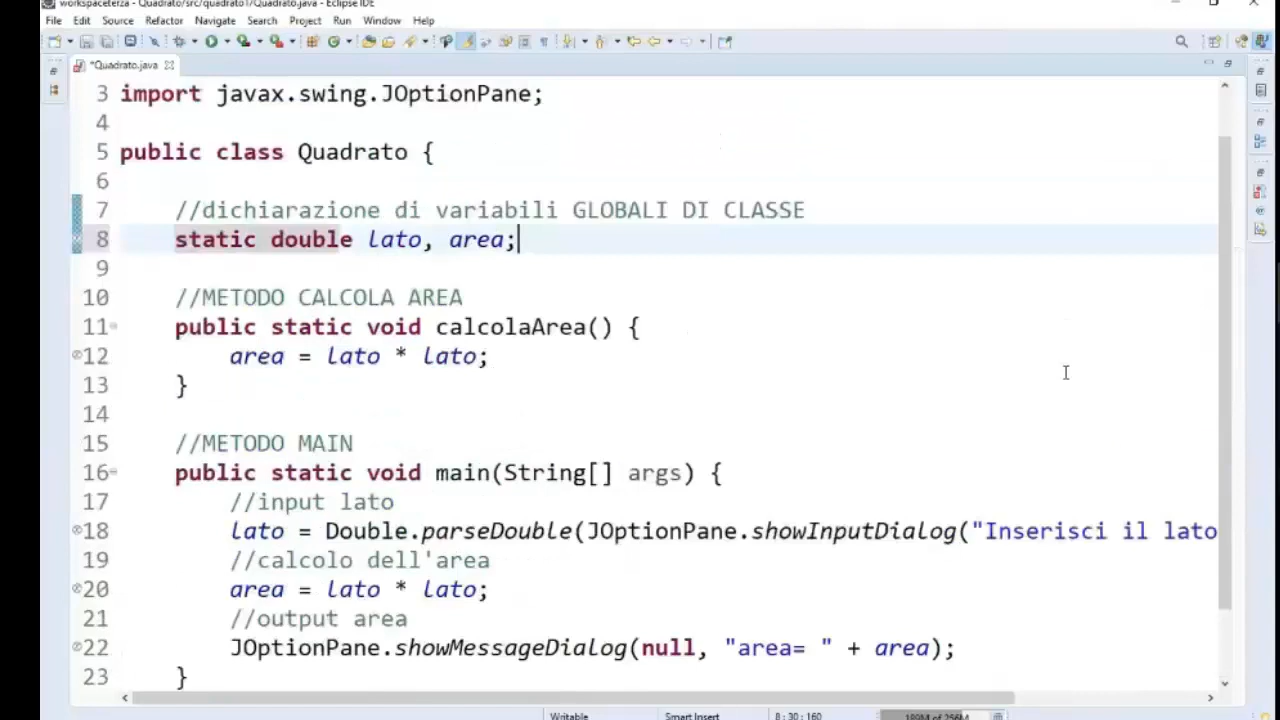 workspaceterza - Quadrato/src/quadrato1/Quadrato.java - Eclipse IDE
File Edit Source Refactor Navigate Search Project Run Window Help
*Quadrato.java
3 import javax.swing.JOptionPane;
4
5 public class Quadrato {
6
7 //dichiarazione di variabili GLOBALI DI CLASSE
8 static double lato, area;
9
10 //METODO CALCOLA AREA
11 public static void calcolaArea() {
12 area = lato * lato;
13 }
14
15 //METODO MAIN
16 public static void main(String[] args) {
17 //input lato
18 lato = Double.parseDouble(JOptionPane.showInputDialog("Inserisci il lato
19 //calcolo dell'area
20 area = lato * lato;
21 //output area
22 JOptionPane.showMessageDialog(null, "area= " + area);
23 }
Writable Smart Insert 8 : 30 : 160 189M of 256M